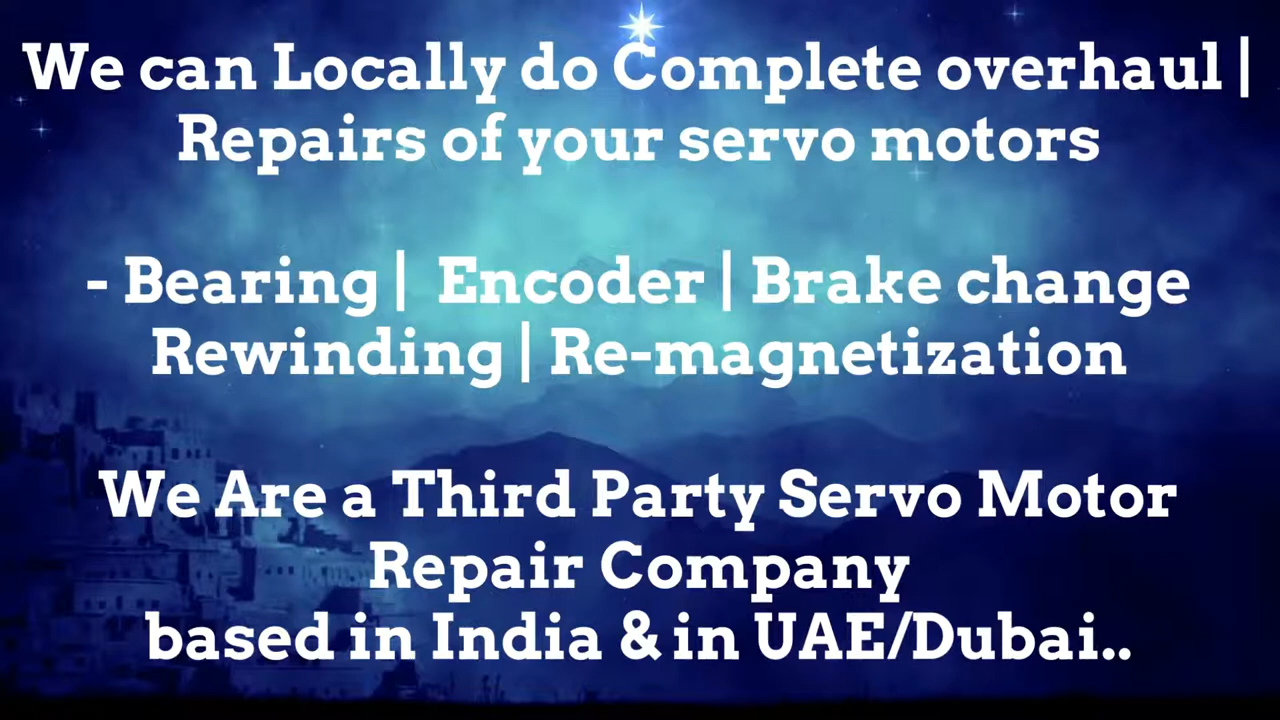 We can Locally do Complete overhaul |
Repairs of your servo motors
- Bearing | Encoder | Brake change
Rewinding | Re-magnetization
We Are a Third Party Servo Motor
Repair Company
based in India & in UAE/Dubai..